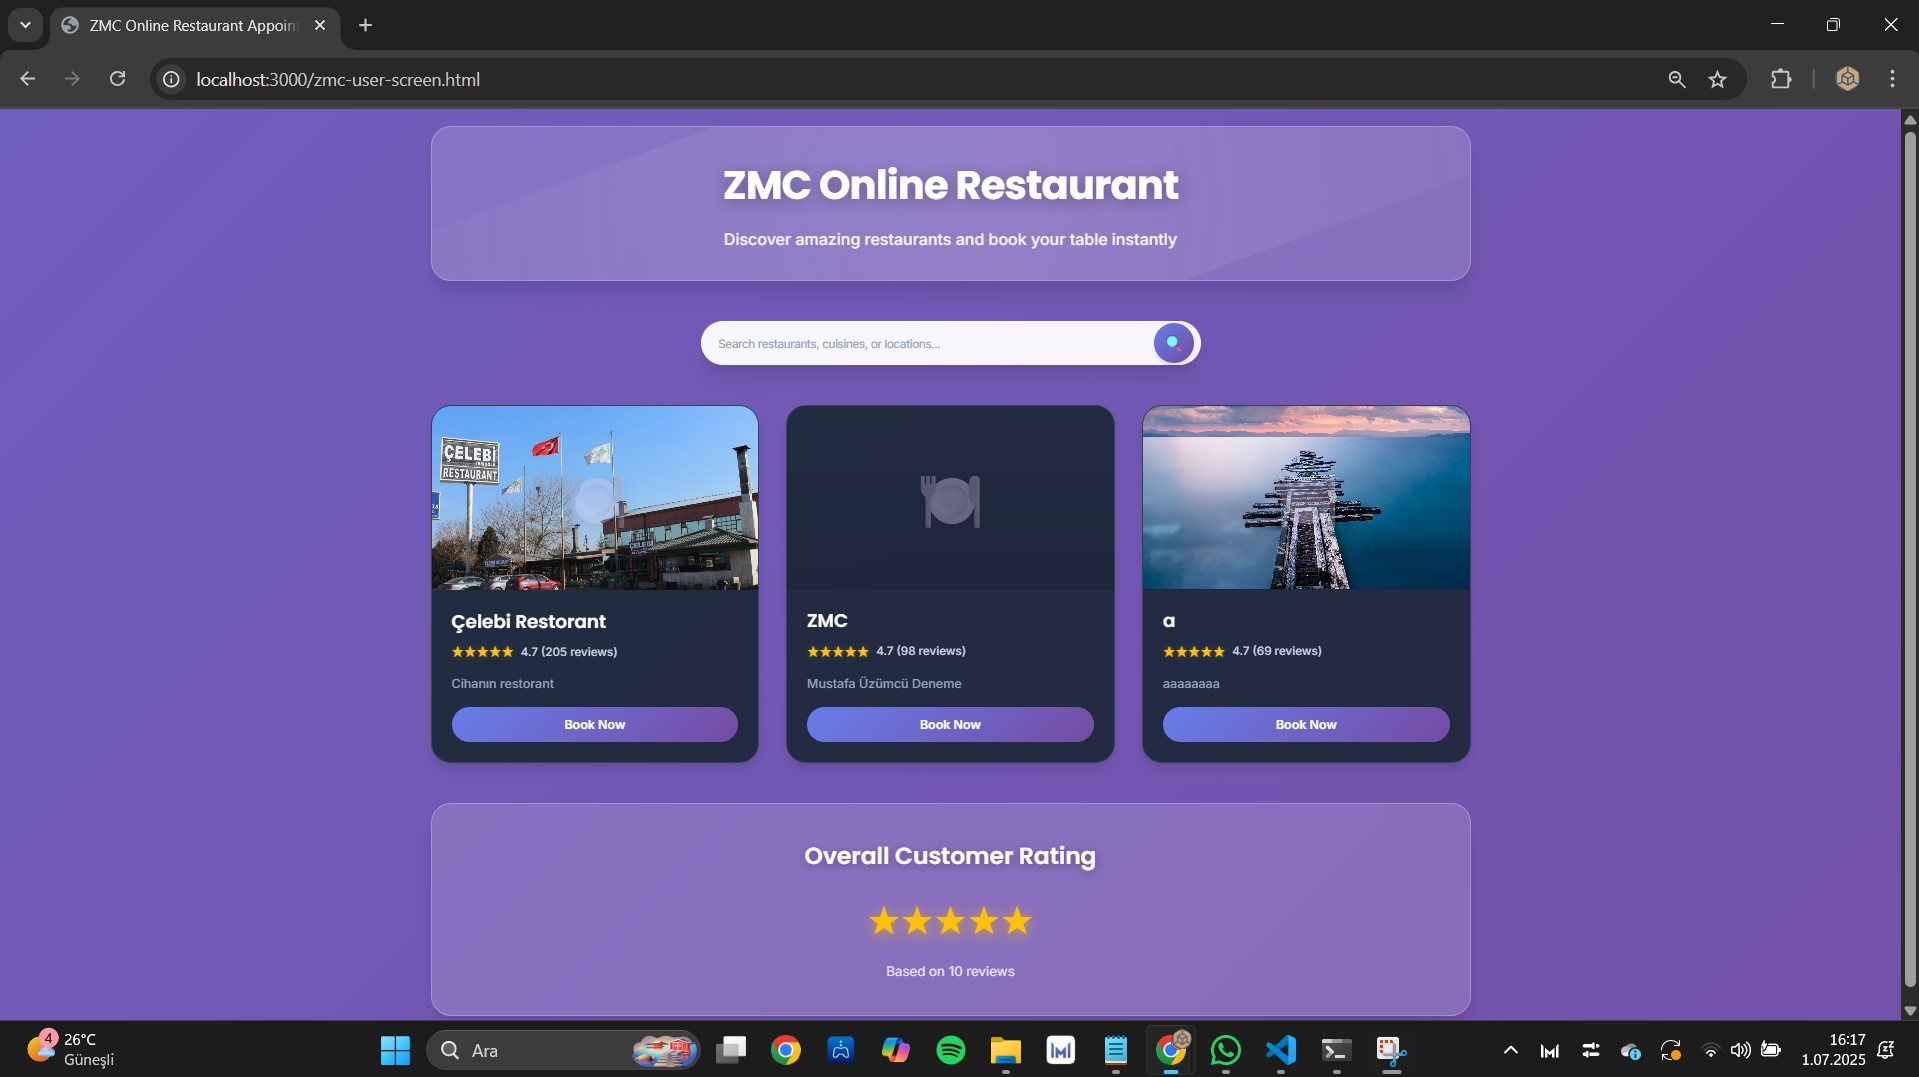 ZMC Online Restaurant Appoin
localhost:3000/zmc-user-screen.html
ZMC Online Restaurant
Discover amazing restaurants and book your table instantly
Search restaurants, cuisines, or locations...
ÇELEBİ
RESTAURANT
ÇELEBİ
Çelebi Restorant
★★★★★ 4.7 (205 reviews)
Cihanın restorant
Book Now
ZMC
★★★★★ 4.7 (98 reviews)
Mustafa Üzümcü Deneme
Book Now
a
★★★★★ 4.7 (69 reviews)
aaaaaaaa
Book Now
Overall Customer Rating
★★★★★
Based on 10 reviews
4
26°C
Güneşli
Ara
16:17
1.07.2025